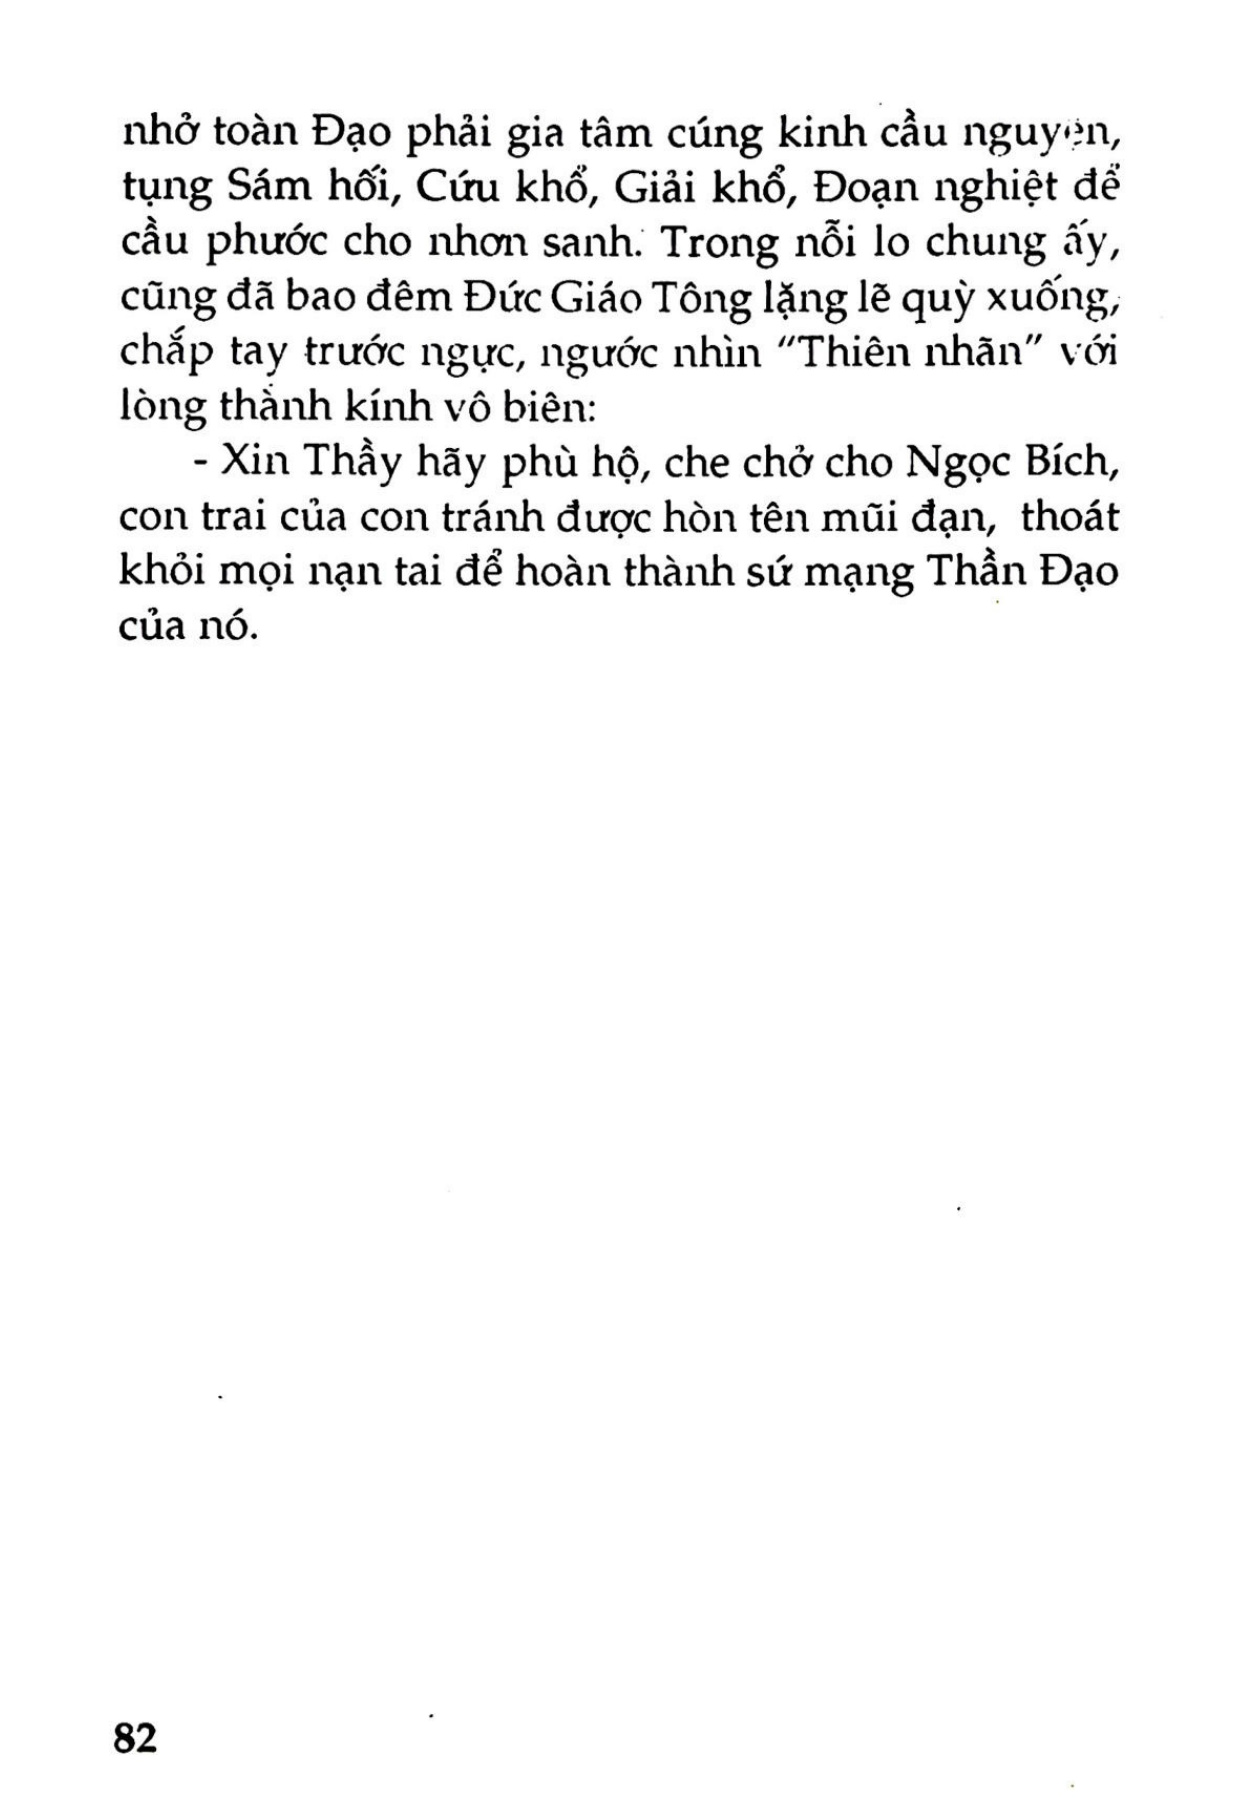 nhở toàn Đạo phải gia tâm cúng kinh cầu nguyện,
tụng Sám hối, Cứu khổ, Giải khổ, Đoạn nghiệt để
cầu phước cho nhơn sanh. Trong nỗi lo chung ấy,
cũng đã bao đêm Đức Giáo Tông lặng lẽ quỳ xuống,
chắp tay trước ngực, ngước nhìn "Thiên nhãn" với
lòng thành kính vô biên:
- Xin Thầy hãy phù hộ, che chở cho Ngọc Bích,
con trai của con tránh được hòn tên mũi đạn, thoát
khỏi mọi nạn tai để hoàn thành sứ mạng Thần Đạo
của nó.
82